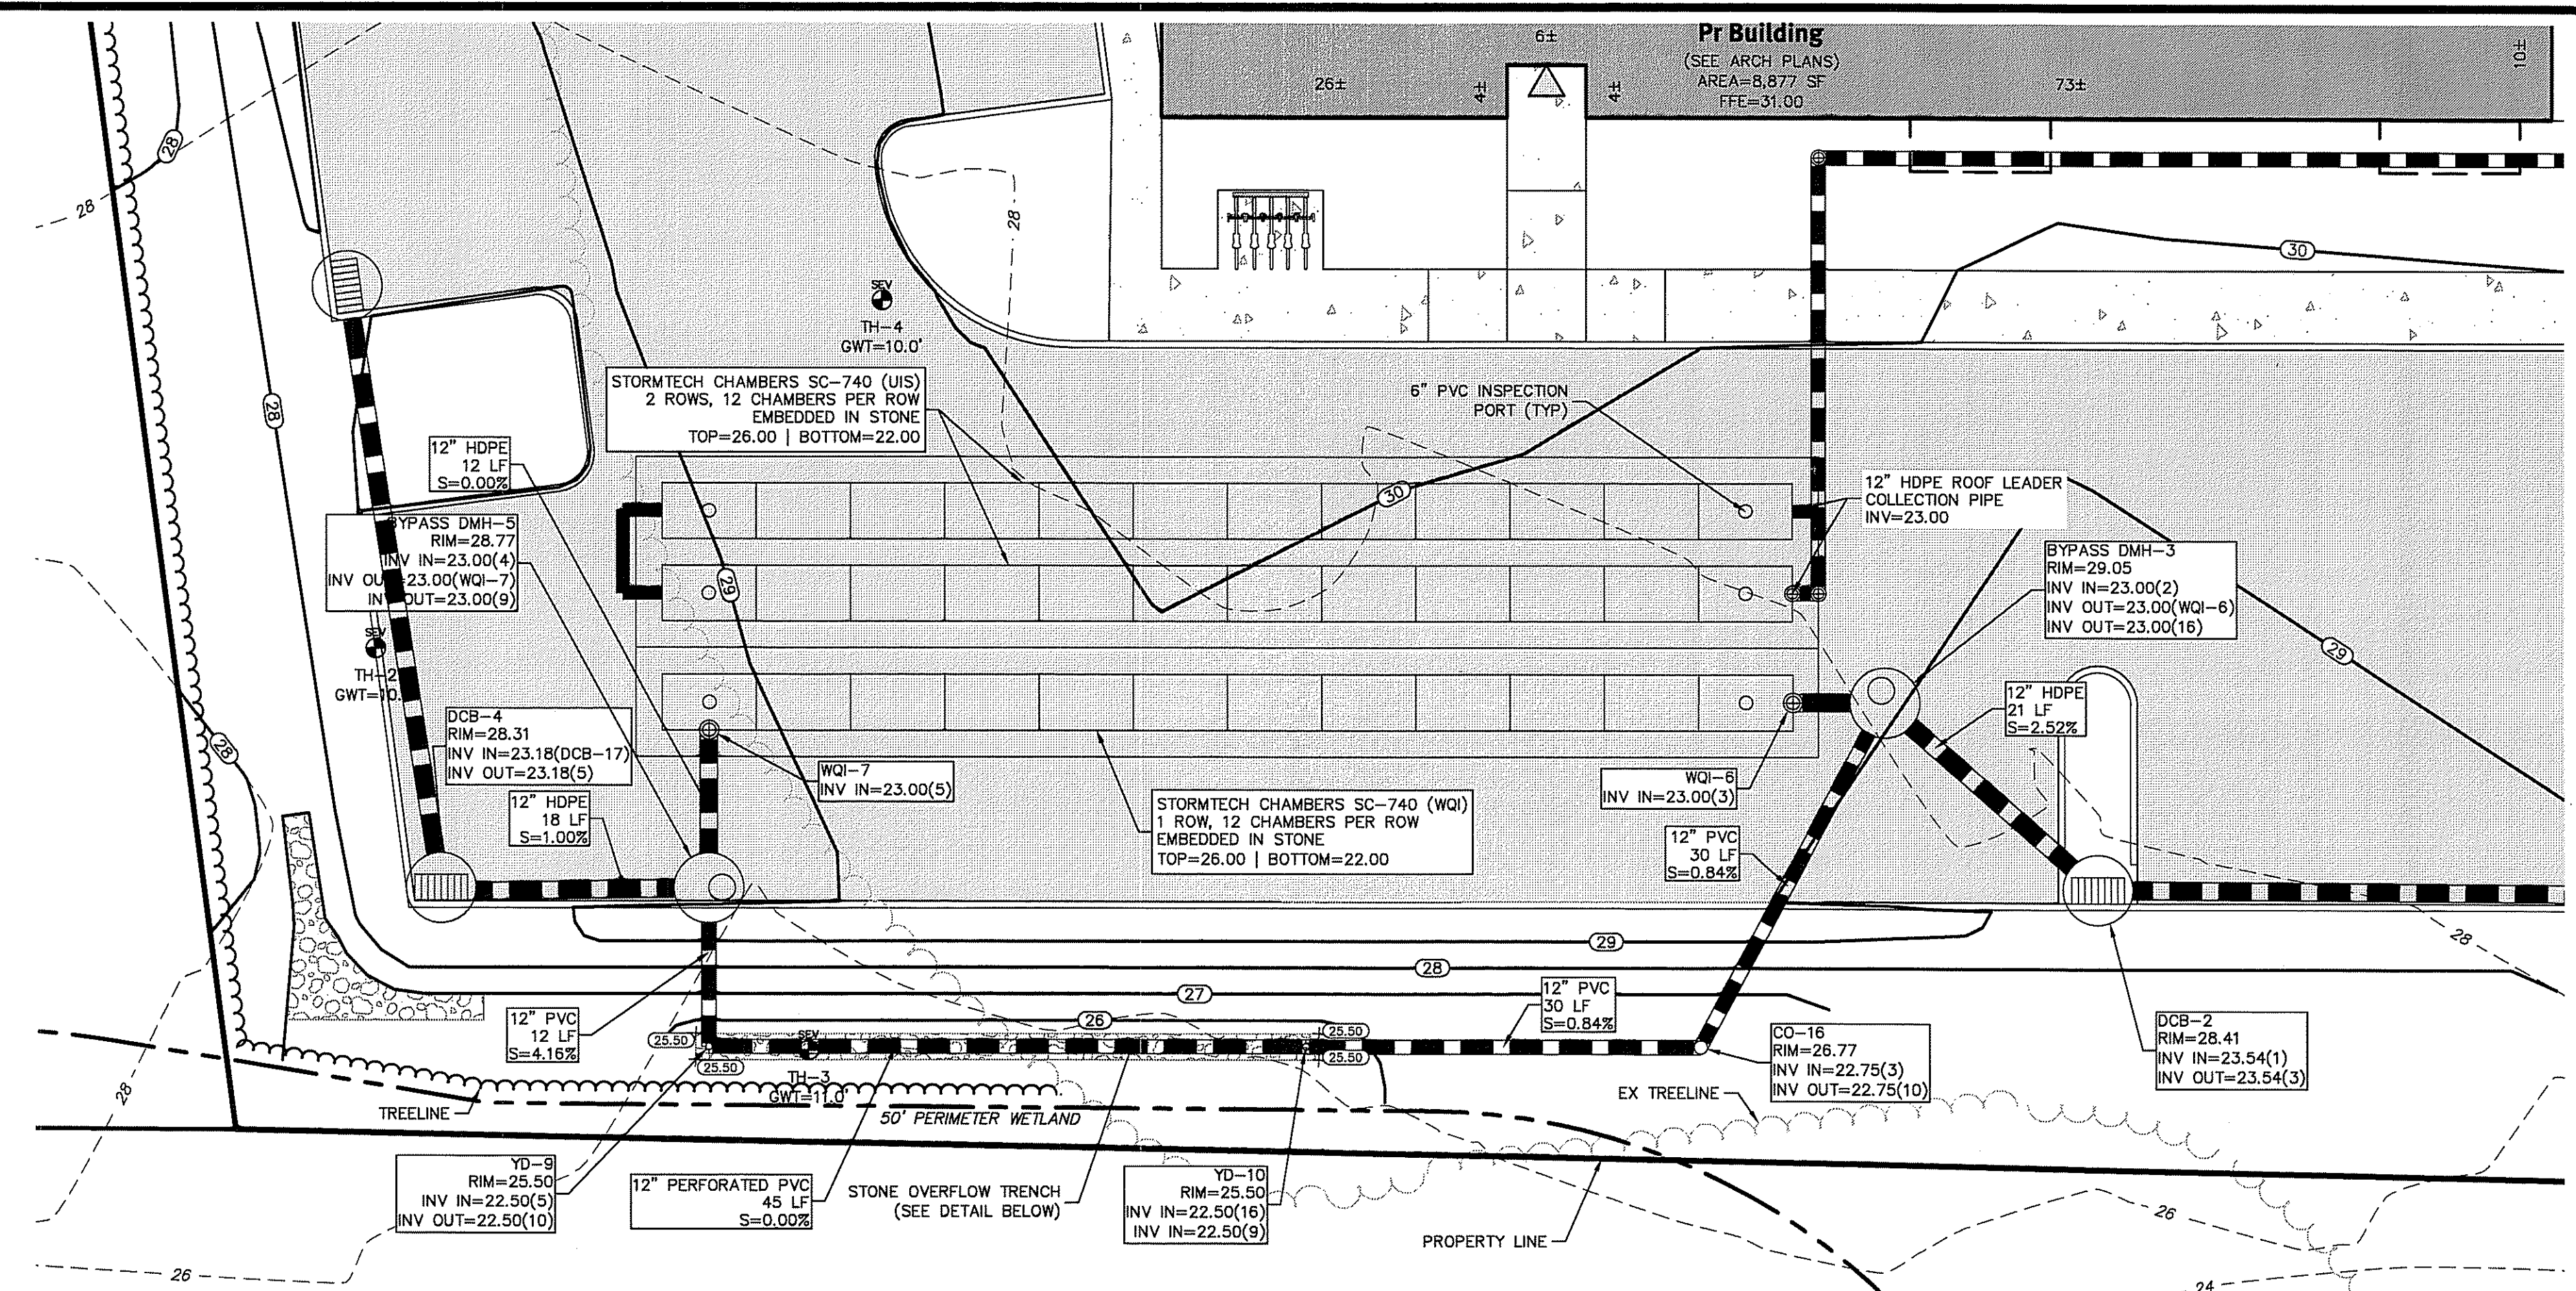 Pr Building
(SEE ARCH PLANS)
AREA=8,877 SF
FFE=31.00
6±
26±
4±
4±
73±
10±
28
28
28
28
30
SEV
TH-4
GWT=10.0'
STORMTECH CHAMBERS SC-740 (UIS)
2 ROWS, 12 CHAMBERS PER ROW
EMBEDDED IN STONE
TOP=26.00 | BOTTOM=22.00
6" PVC INSPECTION
PORT (TYP)
12" HDPE
12 LF
S=0.00%
30
12" HDPE ROOF LEADER
COLLECTION PIPE
INV=23.00
BYPASS DMH-5
RIM=28.77
INV IN=23.00(4)
INV OUT=23.00(WQI-7)
INV OUT=23.00(9)
29
BYPASS DMH-3
RIM=29.05
INV IN=23.00(2)
INV OUT=23.00(WQI-6)
INV OUT=23.00(16)
29
SEV
TH-2
GWT=10.
12" HDPE
21 LF
S=2.52%
DCB-4
RIM=28.31
INV IN=23.18(DCB-17)
INV OUT=23.18(5)
28
WQI-7
INV IN=23.00(5)
WQI-6
INV IN=23.00(3)
12" HDPE
18 LF
S=1.00%
STORMTECH CHAMBERS SC-740 (WQI)
1 ROW, 12 CHAMBERS PER ROW
EMBEDDED IN STONE
TOP=26.00 | BOTTOM=22.00
12" PVC
30 LF
S=0.84%
29
28
28
27
26
12" PVC
12 LF
S=4.16%
12" PVC
30 LF
S=0.84%
25.50
25.50
25.50
25.50
SEV
TH-3
GWT=11.0'
CO-16
RIM=26.77
INV IN=22.75(3)
INV OUT=22.75(10)
DCB-2
RIM=28.41
INV IN=23.54(1)
INV OUT=23.54(3)
28
TREELINE
50' PERIMETER WETLAND
EX TREELINE
YD-9
RIM=25.50
INV IN=22.50(5)
INV OUT=22.50(10)
12" PERFORATED PVC
45 LF
S=0.00%
STONE OVERFLOW TRENCH
(SEE DETAIL BELOW)
YD-10
RIM=25.50
INV IN=22.50(16)
INV IN=22.50(9)
PROPERTY LINE
26
26
24